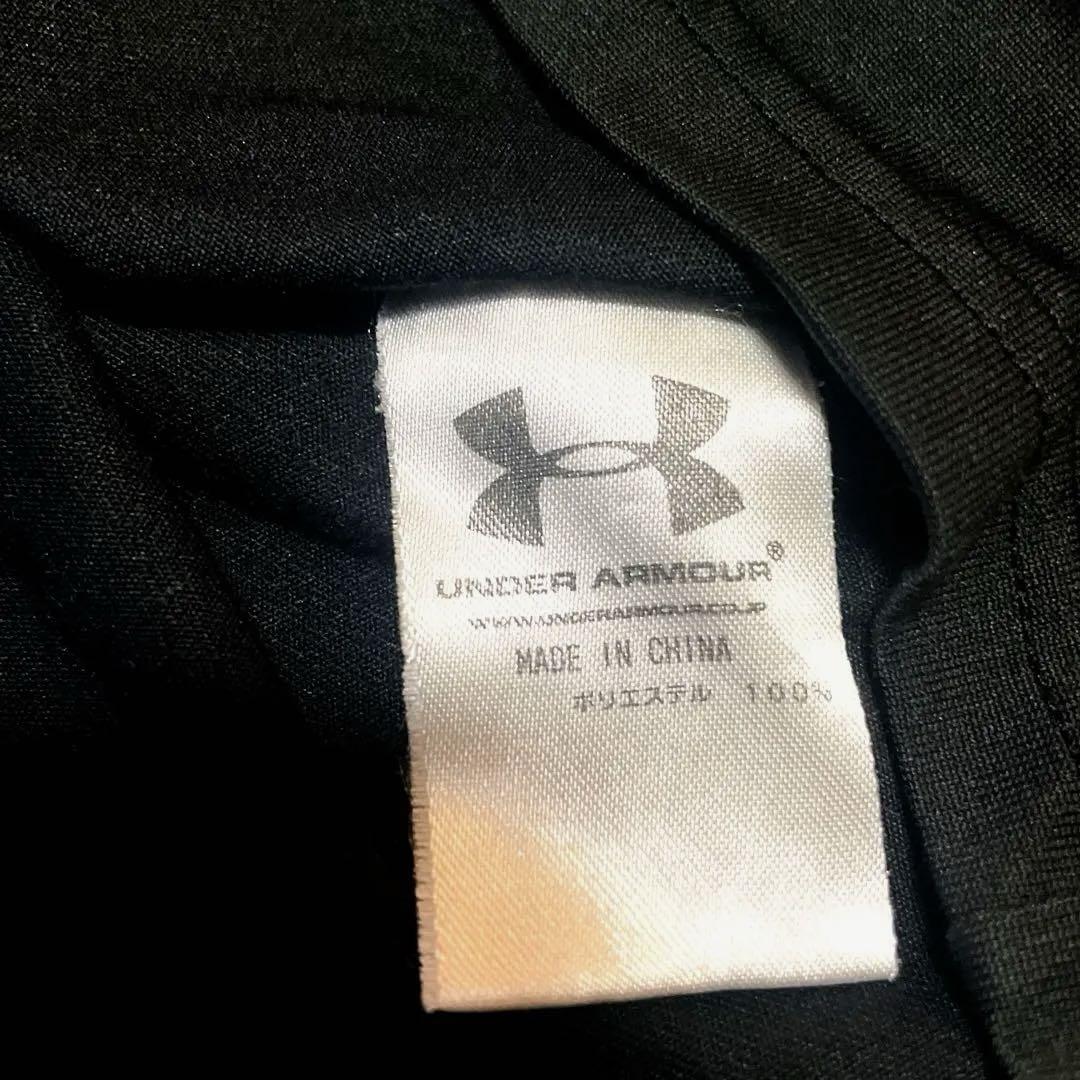 UNDER ARMOUR®
WWW.UNDERARMOUR.CO.JP
MADE IN CHINA
ポリエステル 100%